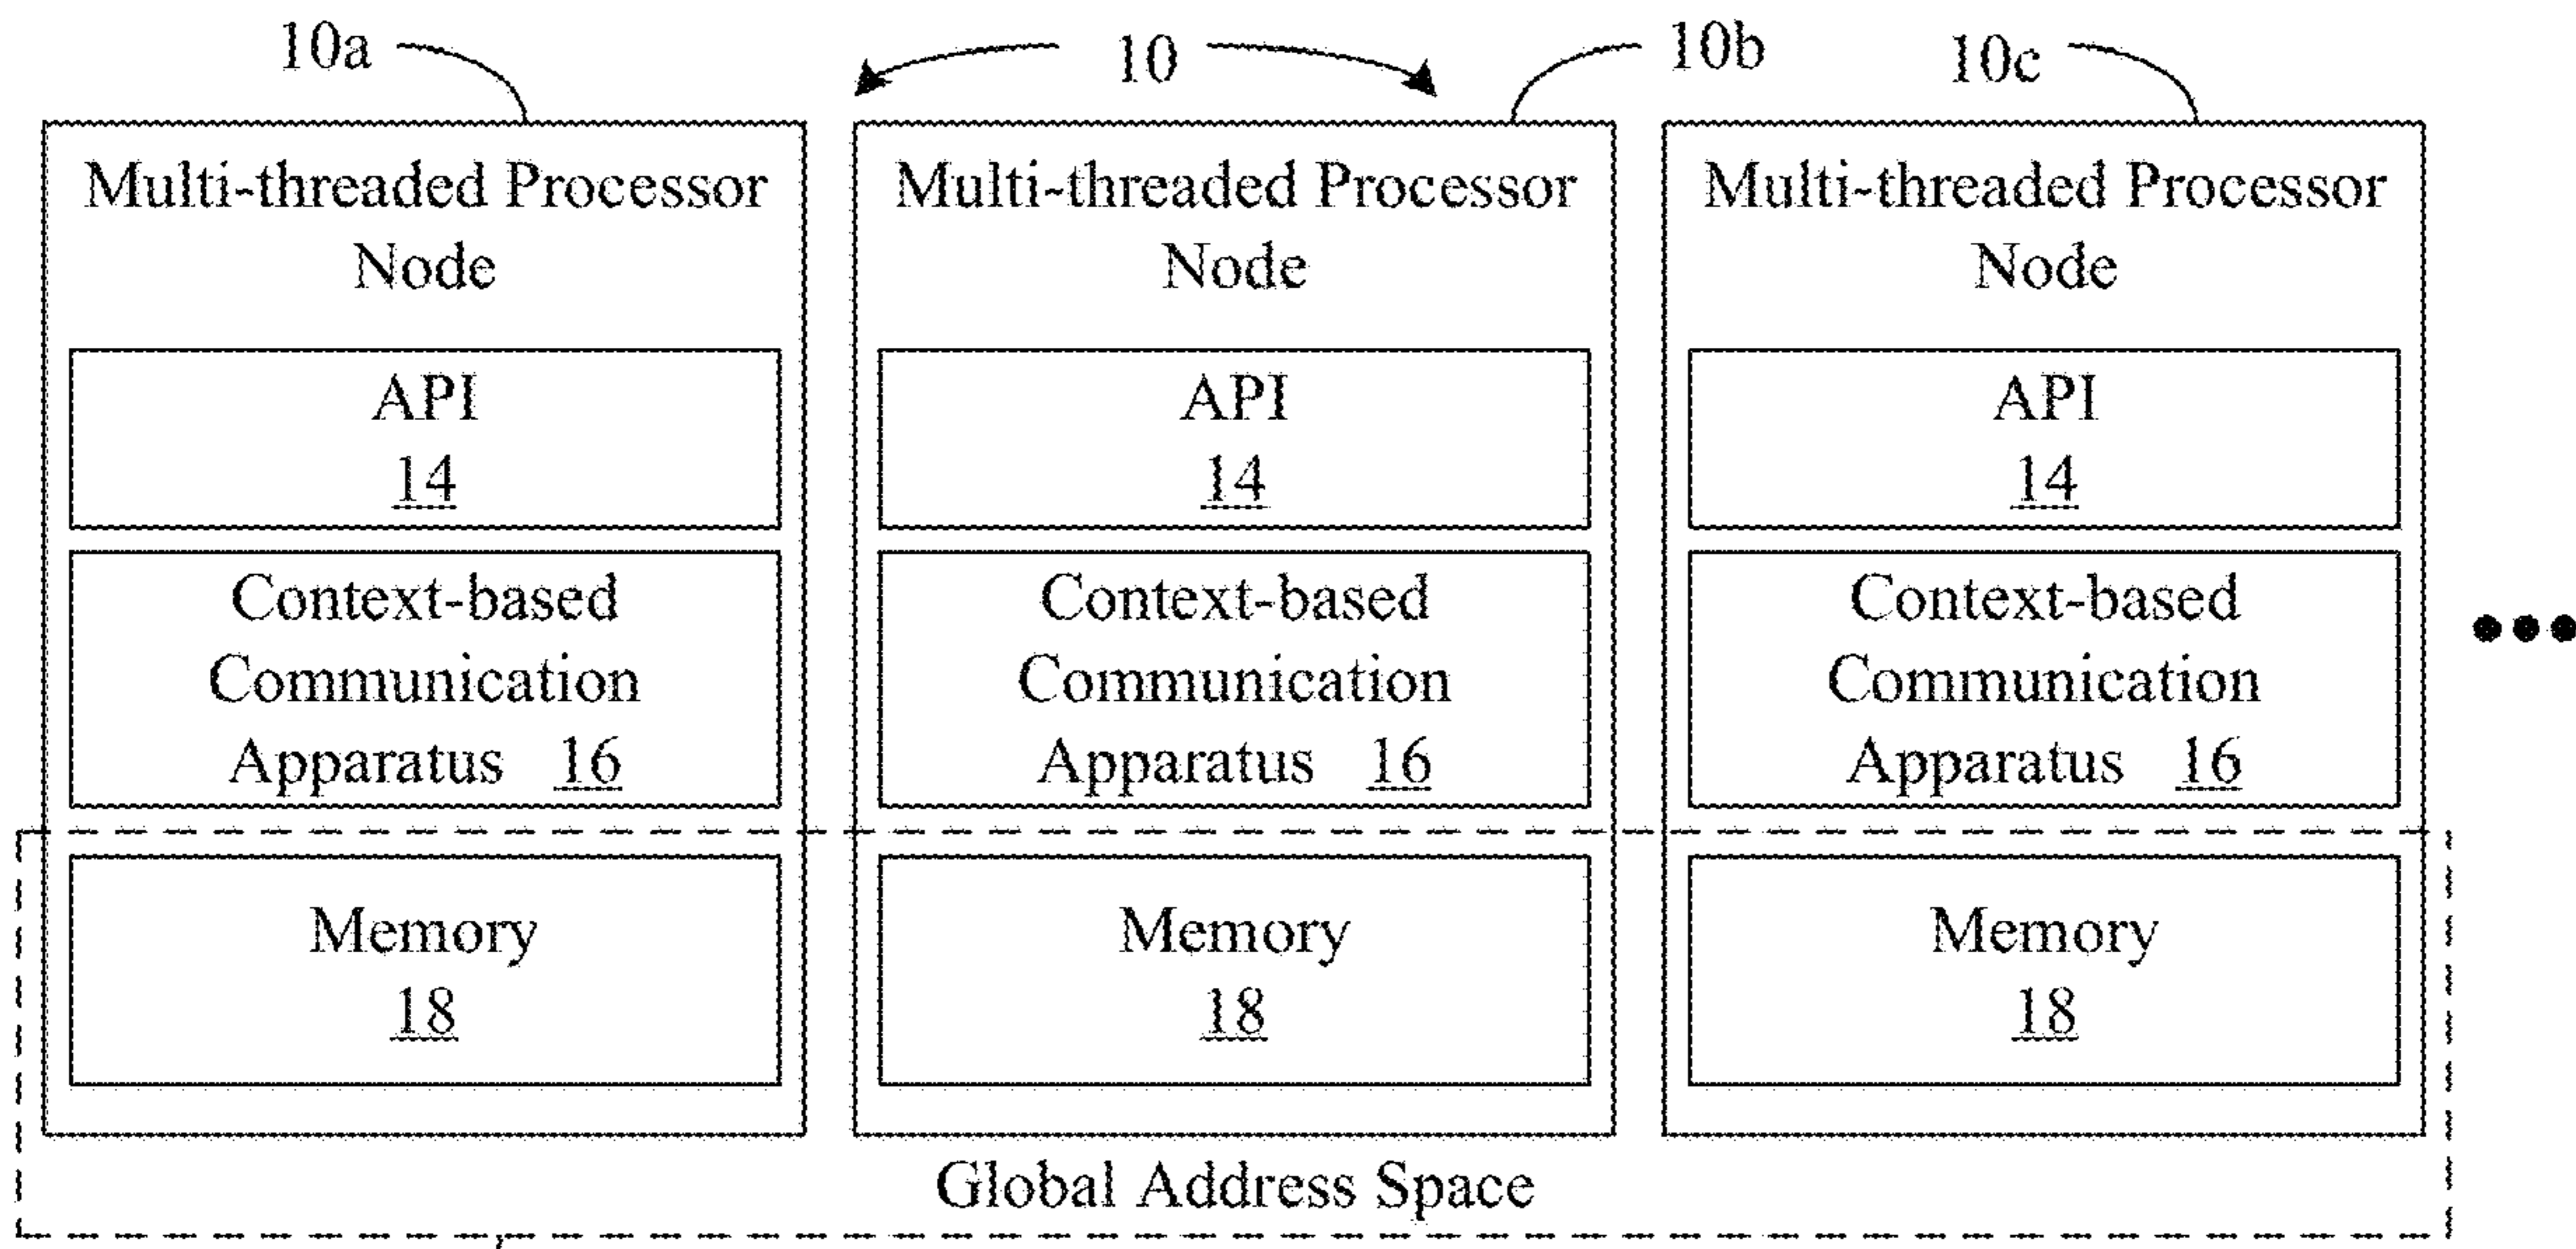 10a
10
10b
10c
Multi-threaded Processor
Node
API
14
Context-based
Communication
Apparatus 16
Memory
18
Multi-threaded Processor
Node
API
14
Context-based
Communication
Apparatus 16
Memory
18
Multi-threaded Processor
Node
API
14
Context-based
Communication
Apparatus 16
Memory
18
Global Address Space